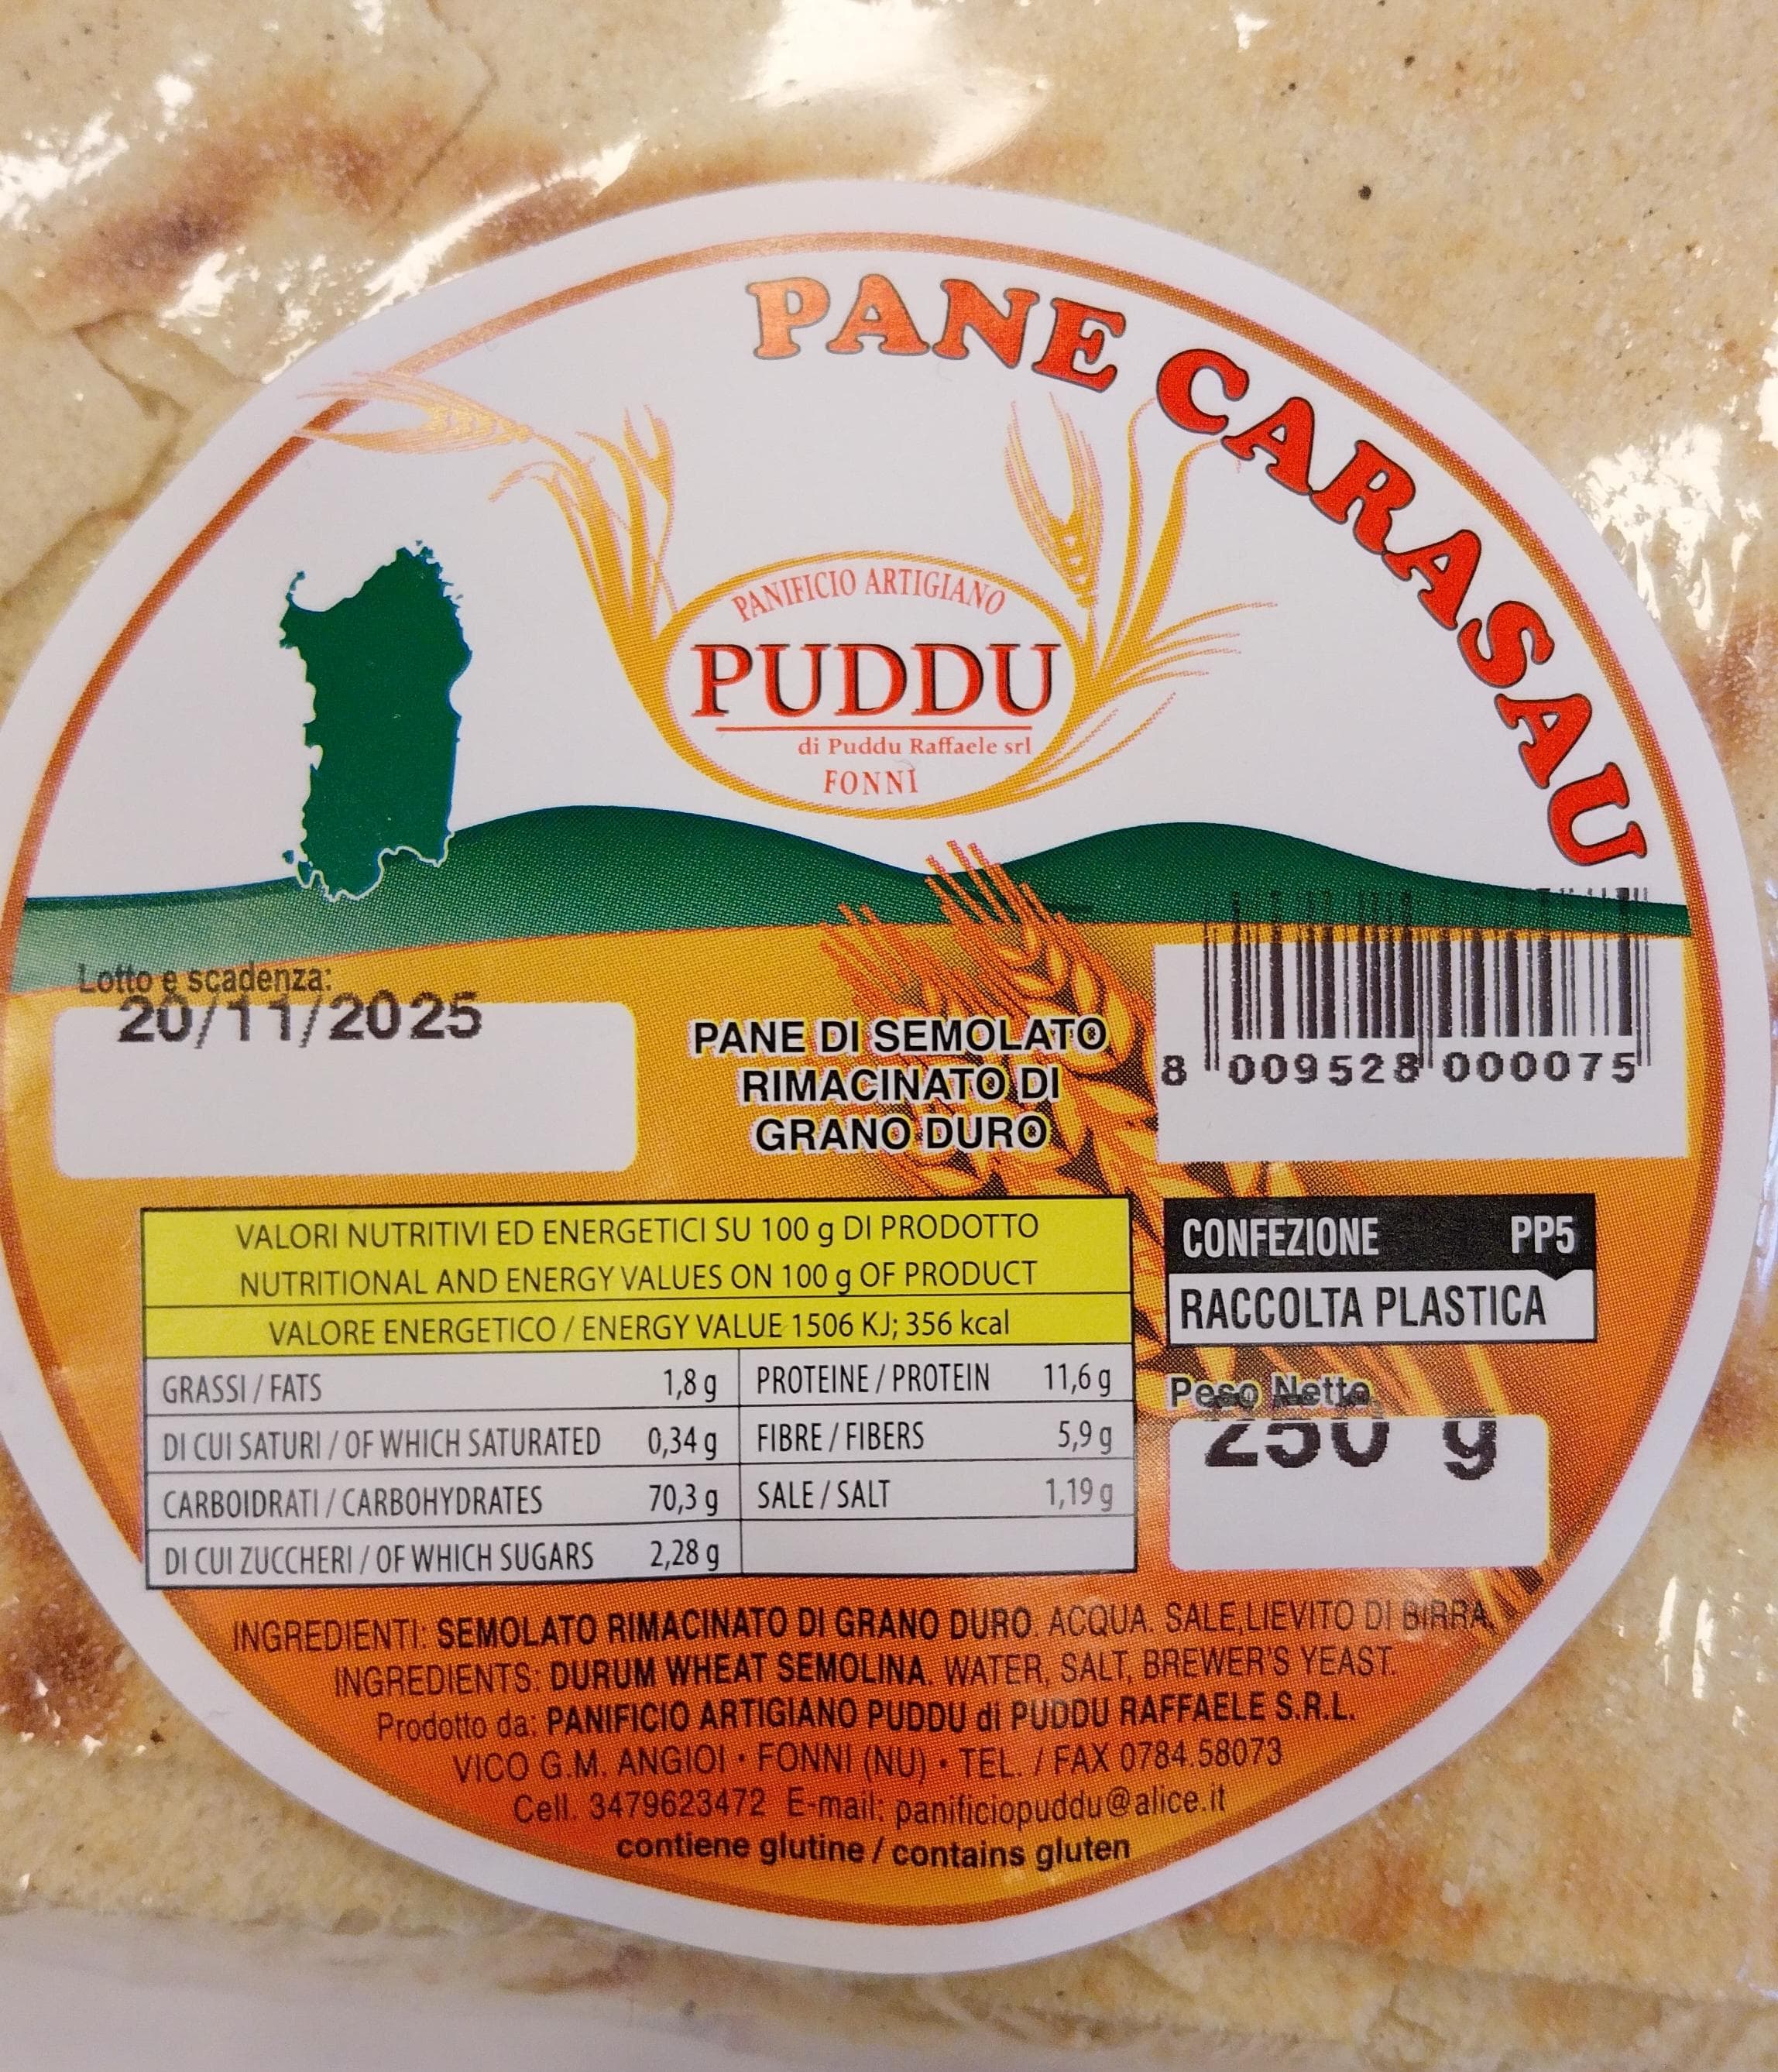 PANE CARASAU
PANIFICIO ARTIGIANO
PUDDU
di Puddu Raffaele srl
FONNI
Lotto e scadenza:
20/11/2025
PANE DI SEMOLATO
RIMACINATO DI
GRANO DURO
8 009528 000075
VALORI NUTRITIVI ED ENERGETICI SU 100 g DI PRODOTTO
NUTRITIONAL AND ENERGY VALUES ON 100 g OF PRODUCT
VALORE ENERGETICO / ENERGY VALUE 1506 KJ; 356 kcal
GRASSI / FATS 1,8 g PROTEINE / PROTEIN 11,6 g
DI CUI SATURI / OF WHICH SATURATED 0,34 g FIBRE / FIBERS 5,9 g
CARBOIDRATI / CARBOHYDRATES 70,3 g SALE / SALT 1,19 g
DI CUI ZUCCHERI / OF WHICH SUGARS 2,28 g
CONFEZIONE PP5
RACCOLTA PLASTICA
Peso Netto
250 g
INGREDIENTI: SEMOLATO RIMACINATO DI GRANO DURO. ACQUA. SALE, LIEVITO DI BIRRA.
INGREDIENTS: DURUM WHEAT SEMOLINA. WATER, SALT, BREWER'S YEAST.
Prodotto da: PANIFICIO ARTIGIANO PUDDU di PUDDU RAFFAELE S.R.L.
VICO G.M. ANGIOI • FONNI (NU) • TEL. / FAX 0784.58073
Cell. 3479623472 E-mail: panificiopuddu@alice.it
contiene glutine / contains gluten